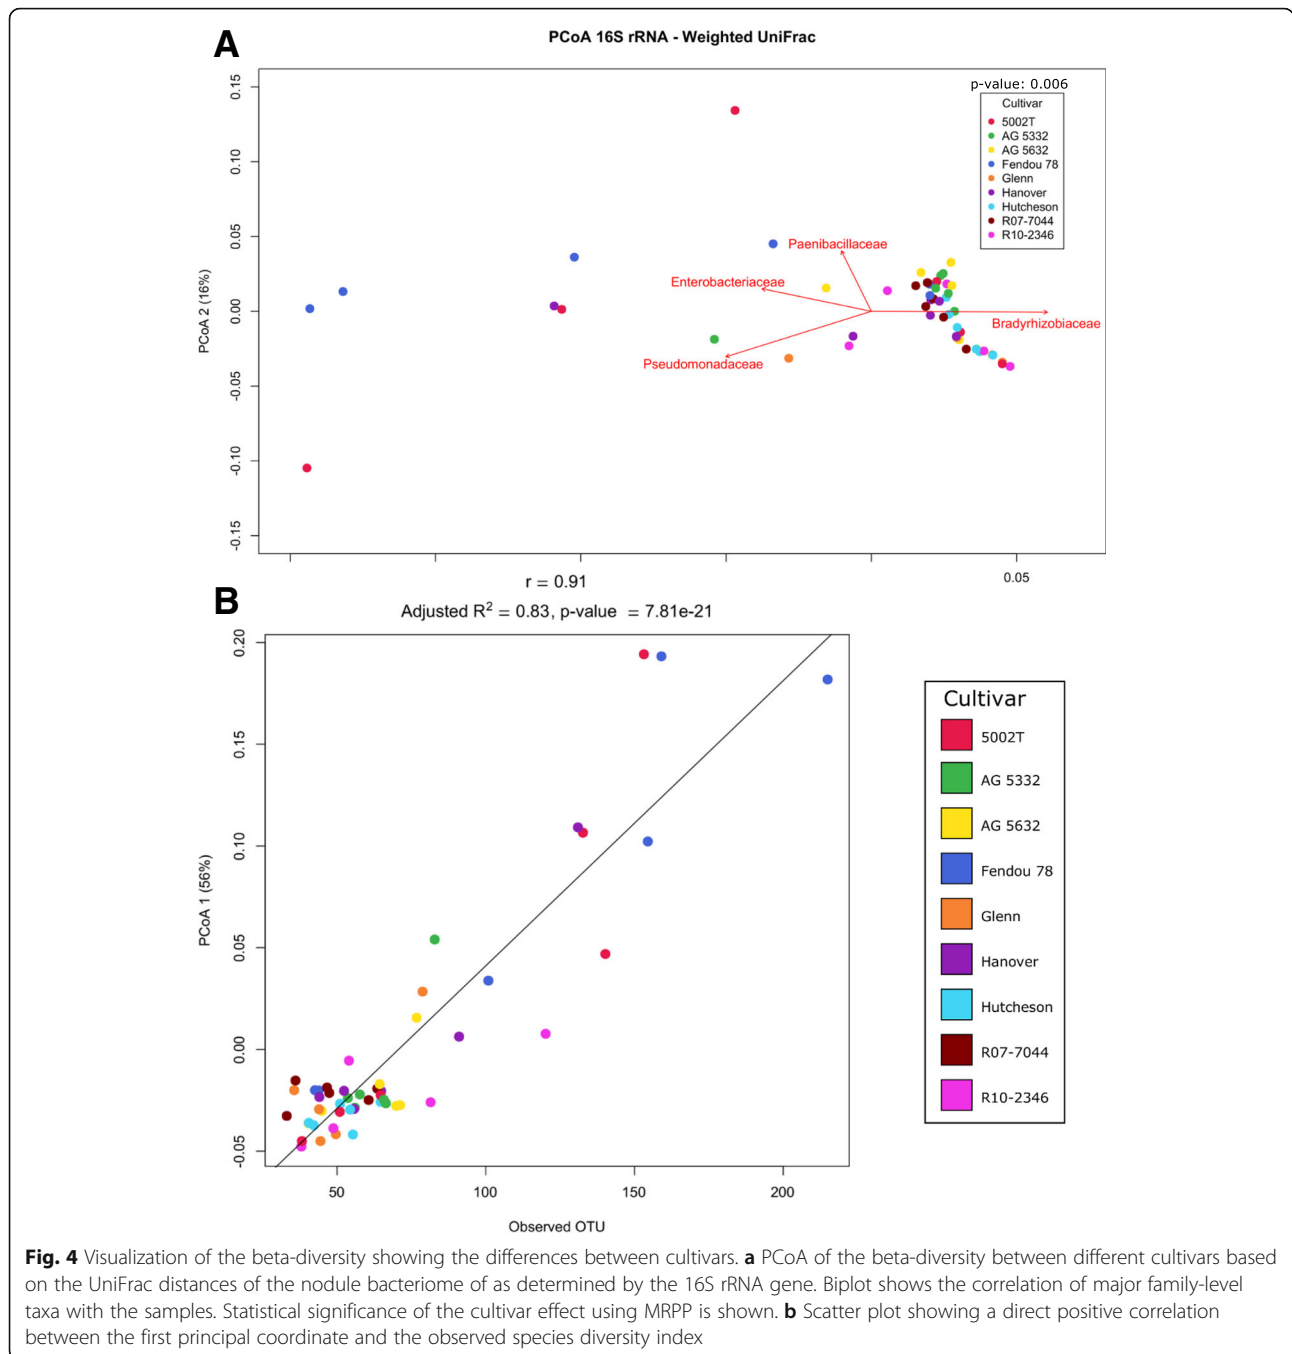 A
PCoA 16S rRNA - Weighted UniFrac
p-value: 0.006
Cultivar
5002T
AG 5332
AG 5632
Fendou 78
Glenn
Hanover
Hutcheson
R07-7044
R10-2346
PCoA 2 (16%)
0.15
0.10
0.05
0.00
-0.05
-0.10
-0.15
Paenibacillaceae
Enterobacteriaceae
Bradyrhizobiaceae
Pseudomonadaceae
0.05
B
r = 0.91
Adjusted R² = 0.83, p-value = 7.81e-21
PCoA 1 (56%)
0.20
0.15
0.10
0.05
0.00
-0.05
50 100 150 200
Observed OTU
Cultivar
5002T
AG 5332
AG 5632
Fendou 78
Glenn
Hanover
Hutcheson
R07-7044
R10-2346
Fig. 4 Visualization of the beta-diversity showing the differences between cultivars. a PCoA of the beta-diversity between different cultivars based
on the UniFrac distances of the nodule bacteriome of as determined by the 16S rRNA gene. Biplot shows the correlation of major family-level
taxa with the samples. Statistical significance of the cultivar effect using MRPP is shown. b Scatter plot showing a direct positive correlation
between the first principal coordinate and the observed species diversity index